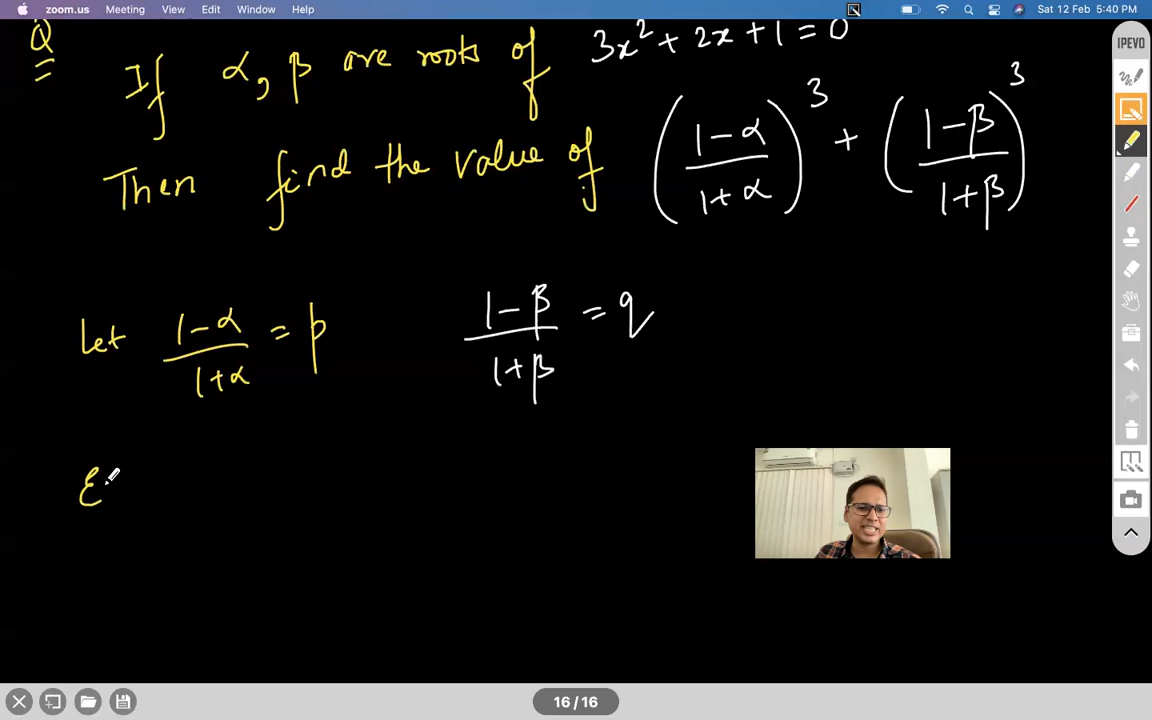 zoom.us Meeting View Edit Window Help Sat 12 Feb 5:40 PM
IPEVO
Q If α, β are roots of 3x² + 2x + 1 = 0
Then find the value of ((1-α)/(1+α))³ + ((1-β)/(1+β))³
Let (1-α)/(1+α) = p (1-β)/(1+β) = q
E
16/16